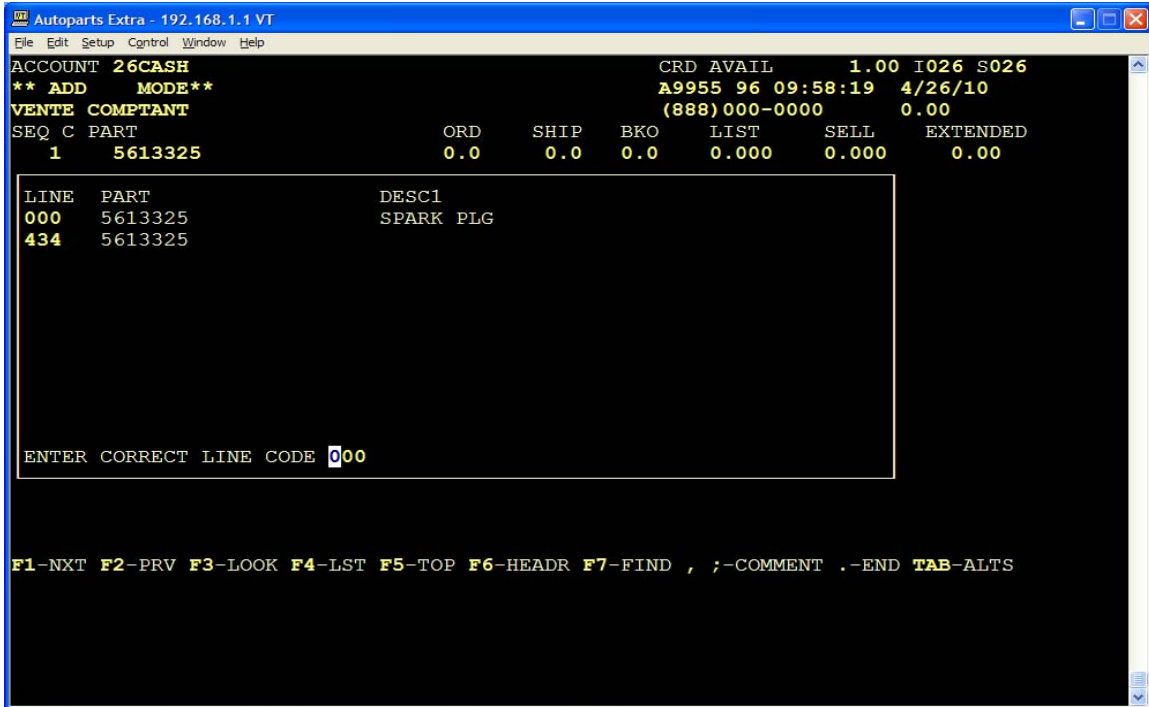 Autoparts Extra - 192.168.1.1 VT
File Edit Setup Control Window Help
ACCOUNT 26CASH CRD AVAIL 1.00 I026 S026
** ADD MODE** A9955 96 09:58:19 4/26/10
VENTE COMPTANT (888)000-0000 0.00
SEQ C PART ORD SHIP BKO LIST SELL EXTENDED
1 5613325 0.0 0.0 0.0 0.000 0.000 0.00
LINE PART DESC1
000 5613325 SPARK PLG
434 5613325
ENTER CORRECT LINE CODE 000
F1-NXT F2-PRV F3-LOOK F4-LST F5-TOP F6-HEADR F7-FIND , ;-COMMENT .-END TAB-ALTS